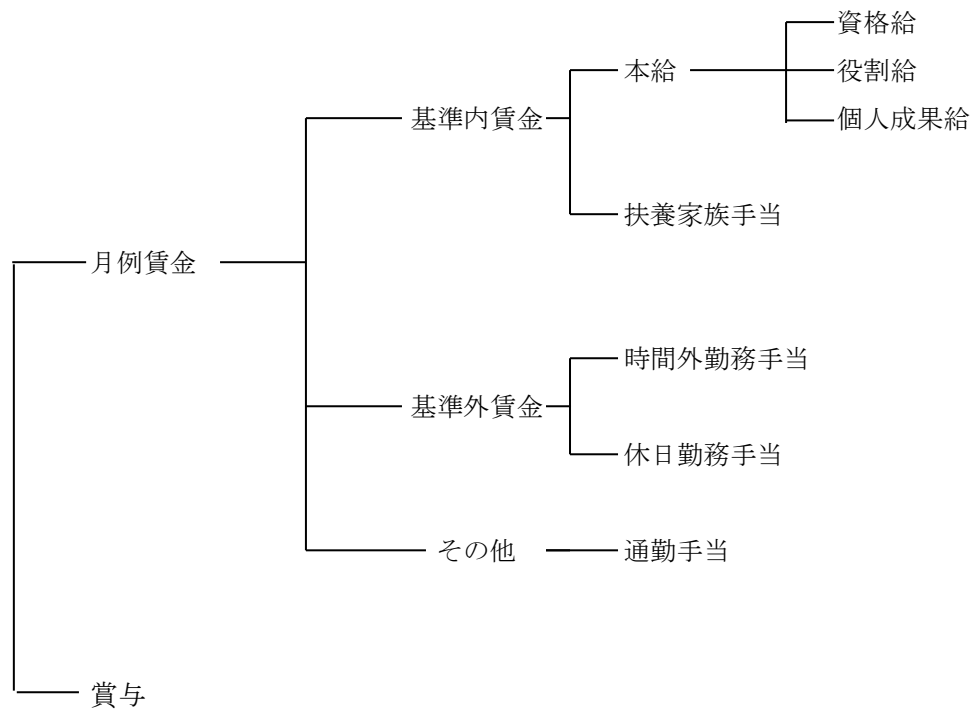 資格給
本給
役割給
基準内賃金
個人成果給
扶養家族手当
月例賃金
時間外勤務手当
基準外賃金
休日勤務手当
その他
通勤手当
賞与